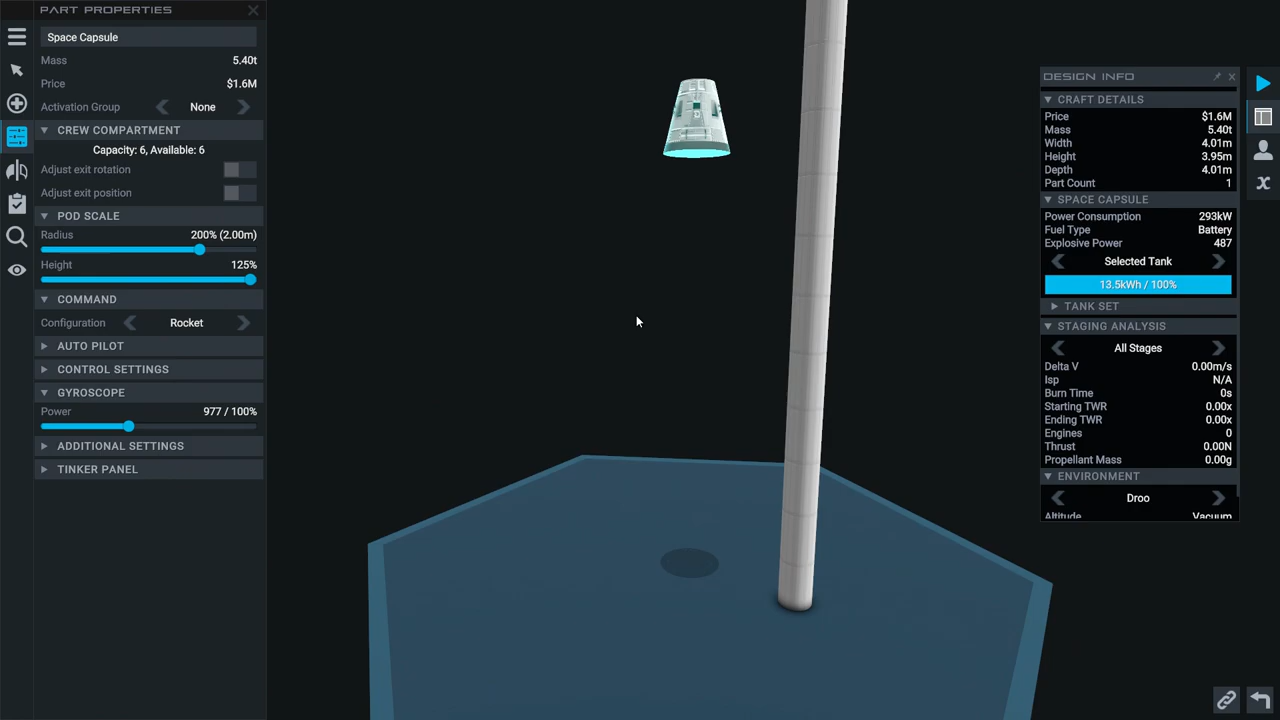 PART PROPERTIES
Space Capsule
Mass 5.40t
Price $1.6M
Activation Group None
CREW COMPARTMENT
Capacity: 6, Available: 6
Adjust exit rotation
Adjust exit position
POD SCALE
Radius 200% (2.00m)
Height 125%
COMMAND
Configuration Rocket
AUTO PILOT
CONTROL SETTINGS
GYROSCOPE
Power 977 / 100%
ADDITIONAL SETTINGS
TINKER PANEL
DESIGN INFO
CRAFT DETAILS
Price $1.6M
Mass 5.40t
Width 4.01m
Height 3.95m
Depth 4.01m
Part Count 1
SPACE CAPSULE
Power Consumption 293kW
Fuel Type Battery
Explosive Power 487
Selected Tank
13.5kWh / 100%
TANK SET
STAGING ANALYSIS
All Stages
Delta V 0.00m/s
Isp N/A
Burn Time 0s
Starting TWR 0.00x
Ending TWR 0.00x
Engines 0
Thrust 0.00N
Propellant Mass 0.00g
ENVIRONMENT
Droo
Altitude Vacuum